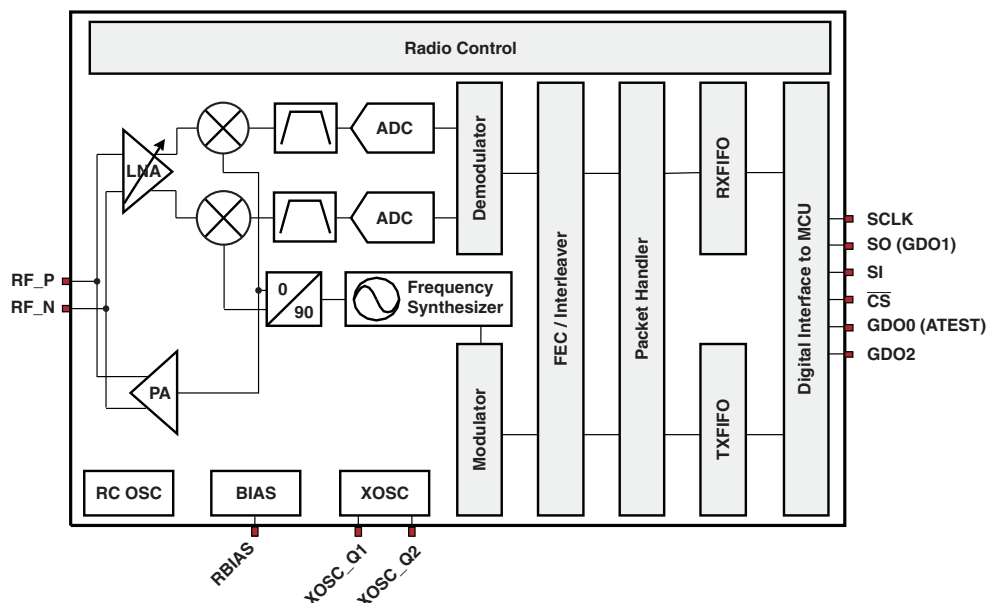 Radio Control
LNA
ADC
ADC
Demodulator
FEC / Interleaver
Packet Handler
RXFIFO
Digital Interface to MCU
SCLK
SO (GDO1)
SI
CS
GDO0 (ATEST)
GDO2
RF_P
RF_N
0
90
Frequency
Synthesizer
PA
Modulator
TXFIFO
RC OSC
BIAS
XOSC
RBIAS
XOSC_Q1
XOSC_Q2